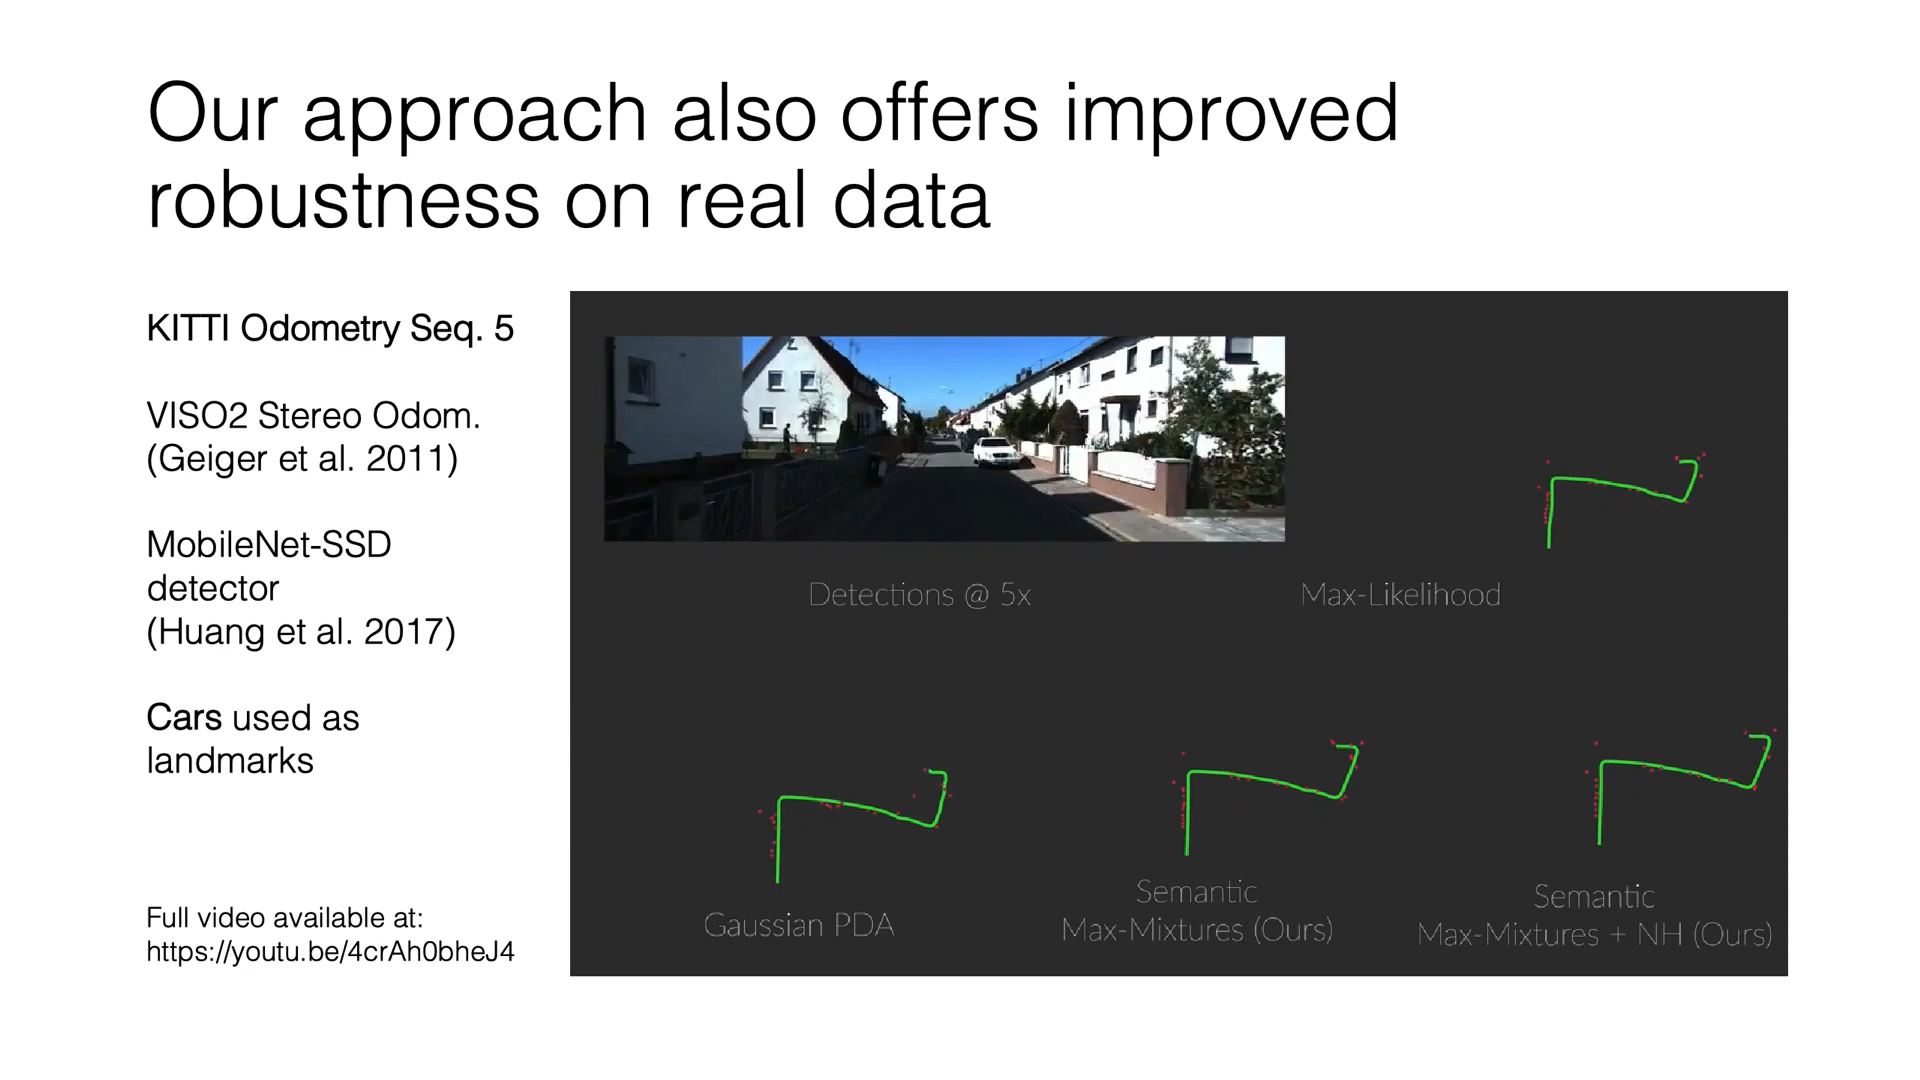 Our approach also offers improved
robustness on real data
KITTI Odometry Seq. 5
VISO2 Stereo Odom.
(Geiger et al. 2011)
MobileNet-SSD
detector
(Huang et al. 2017)
Cars used as
landmarks
Full video available at:
https://youtu.be/4crAh0bheJ4
Detections @ 5x
Max-Likelihood
Gaussian PDA
Semantic
Max-Mixtures (Ours)
Semantic
Max-Mixtures + NH (Ours)